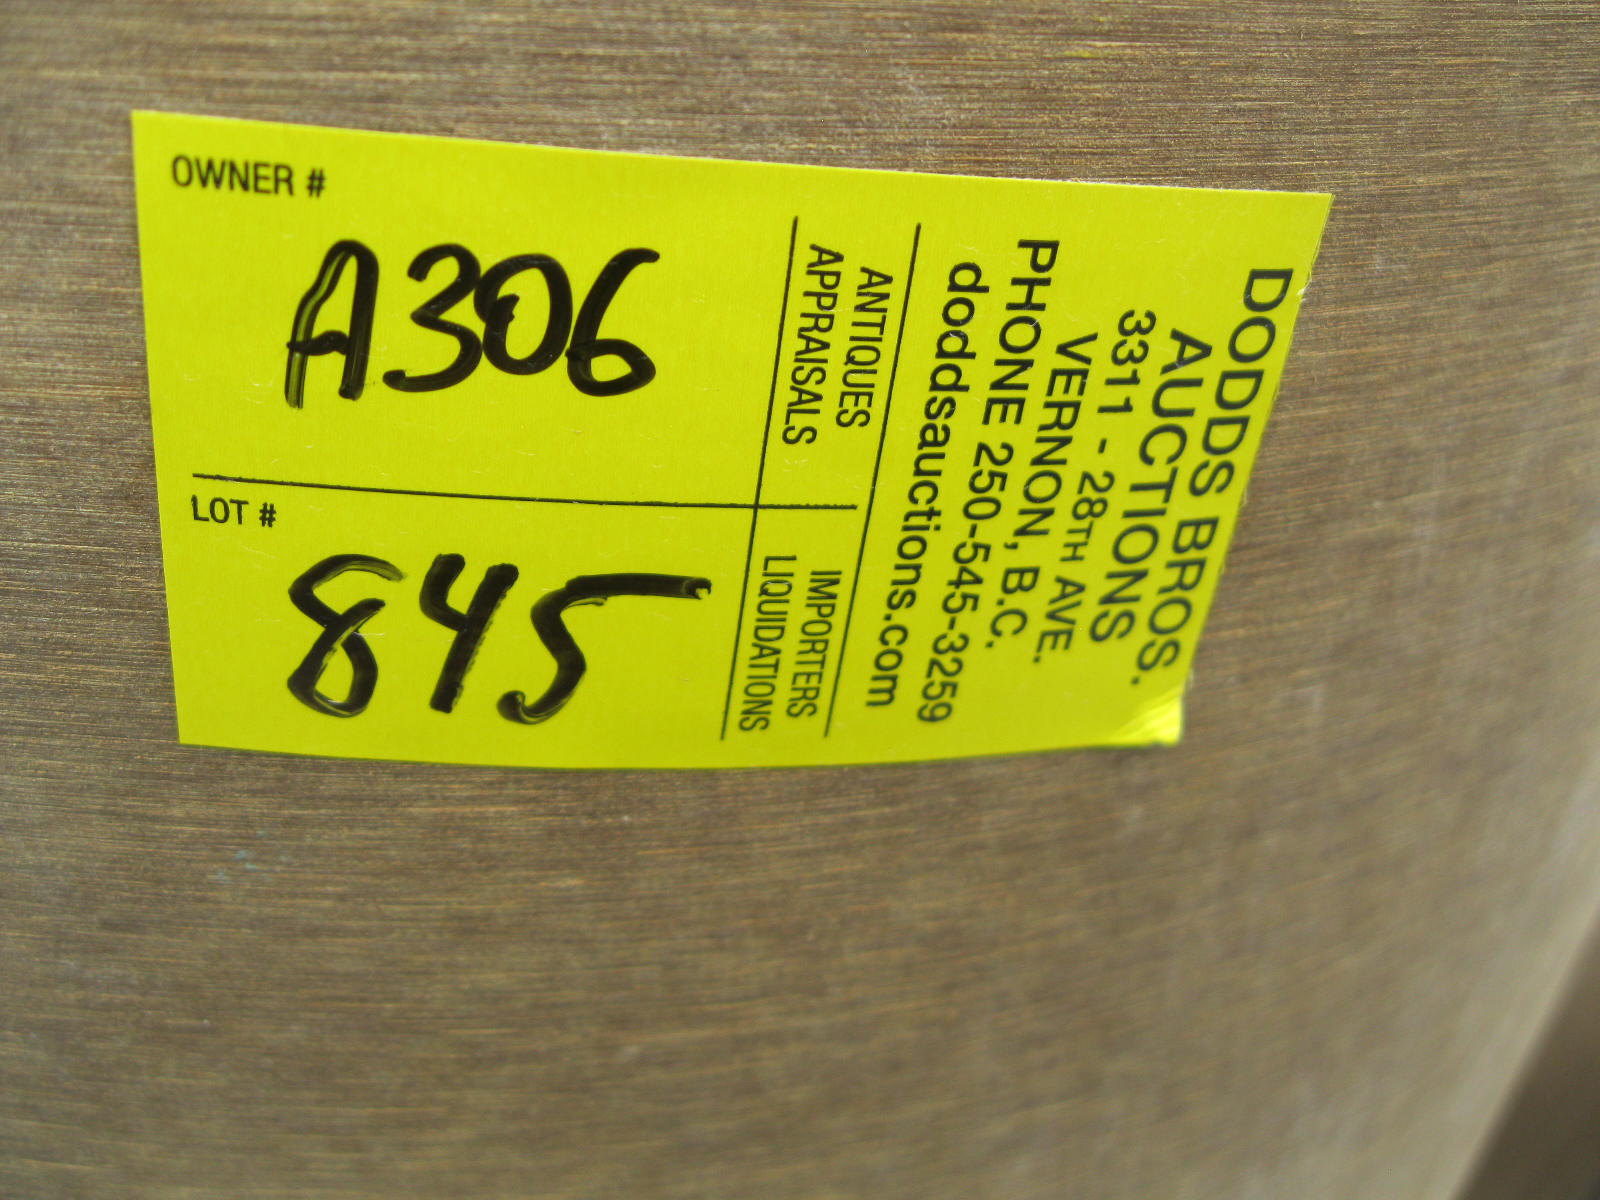 OWNER #
A306
LOT #
845
DODDS BROS.
AUCTIONS
3311 - 28TH AVE.
VERNON, B.C.
PHONE 250-545-3259
doddsauctions.com
ANTIQUES IMPORTERS
APPRAISALS LIQUIDATIONS